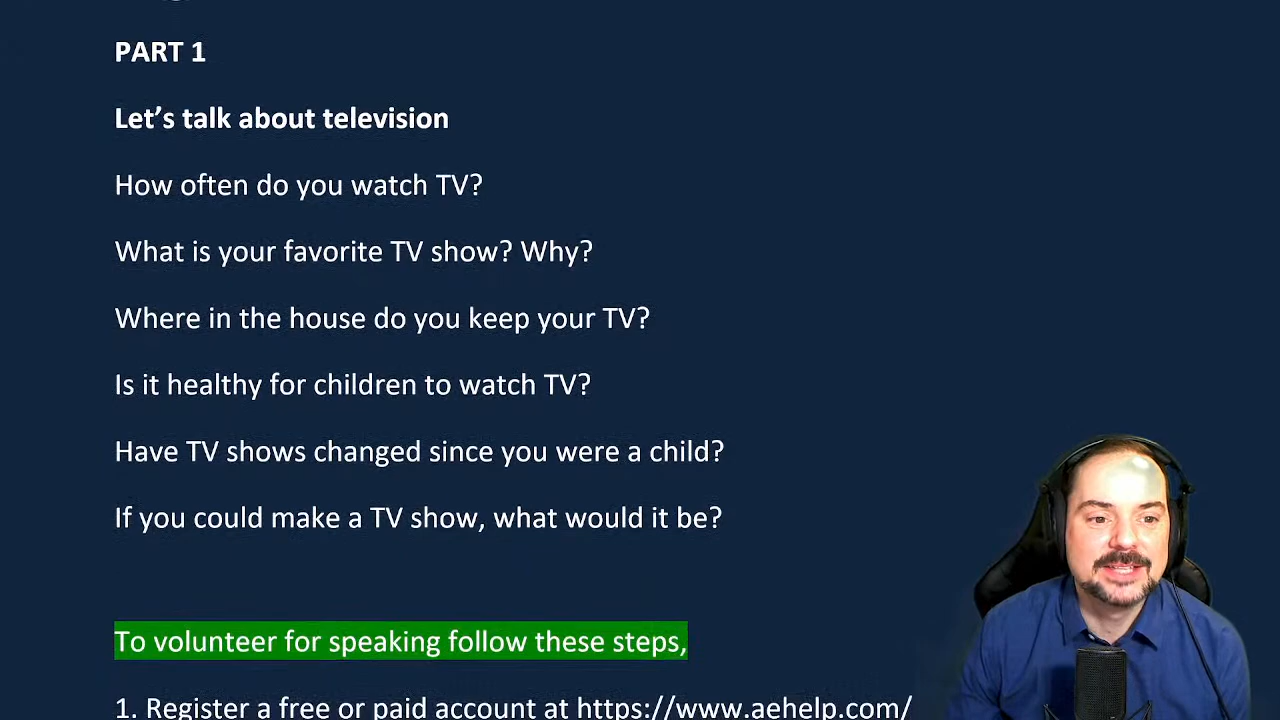 PART 1
Let’s talk about television
How often do you watch TV?
What is your favorite TV show? Why?
Where in the house do you keep your TV?
Is it healthy for children to watch TV?
Have TV shows changed since you were a child?
If you could make a TV show, what would it be?
To volunteer for speaking follow these steps,
1. Register a free or paid account at https://www.aehelp.com/